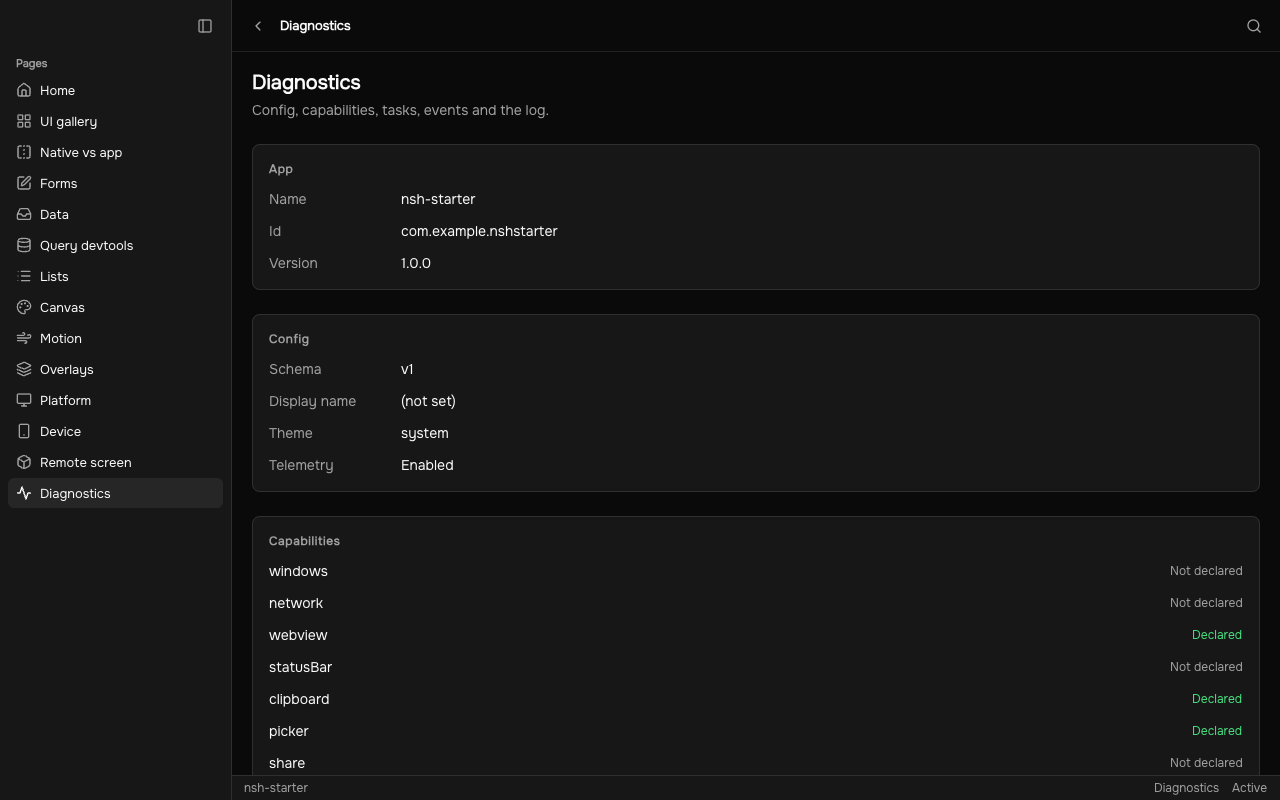 Diagnostics
Pages
Home
UI gallery
Native vs app
Forms
Data
Query devtools
Lists
Canvas
Motion
Overlays
Platform
Device
Remote screen
Diagnostics
Diagnostics
Config, capabilities, tasks, events and the log.
App
Name nsh-starter
Id com.example.nshstarter
Version 1.0.0
Config
Schema v1
Display name (not set)
Theme system
Telemetry Enabled
Capabilities
windows Not declared
network Not declared
webview Declared
statusBar Not declared
clipboard Declared
picker Declared
share Not declared
nsh-starter Diagnostics Active